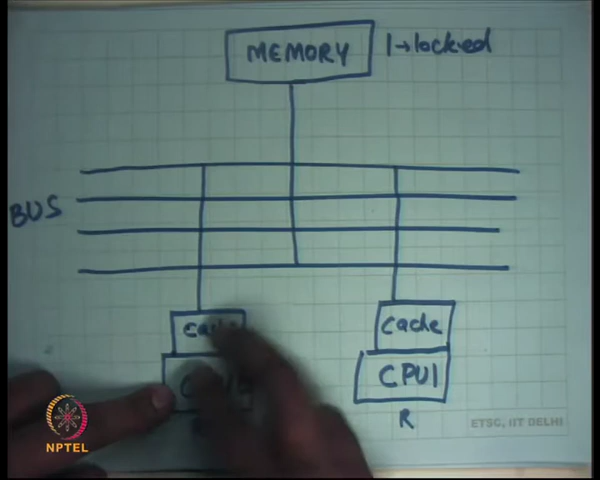 MEMORY 1→locked
BUS
cache
CPU1
R
ETSC, IIT DELHI
NPTEL